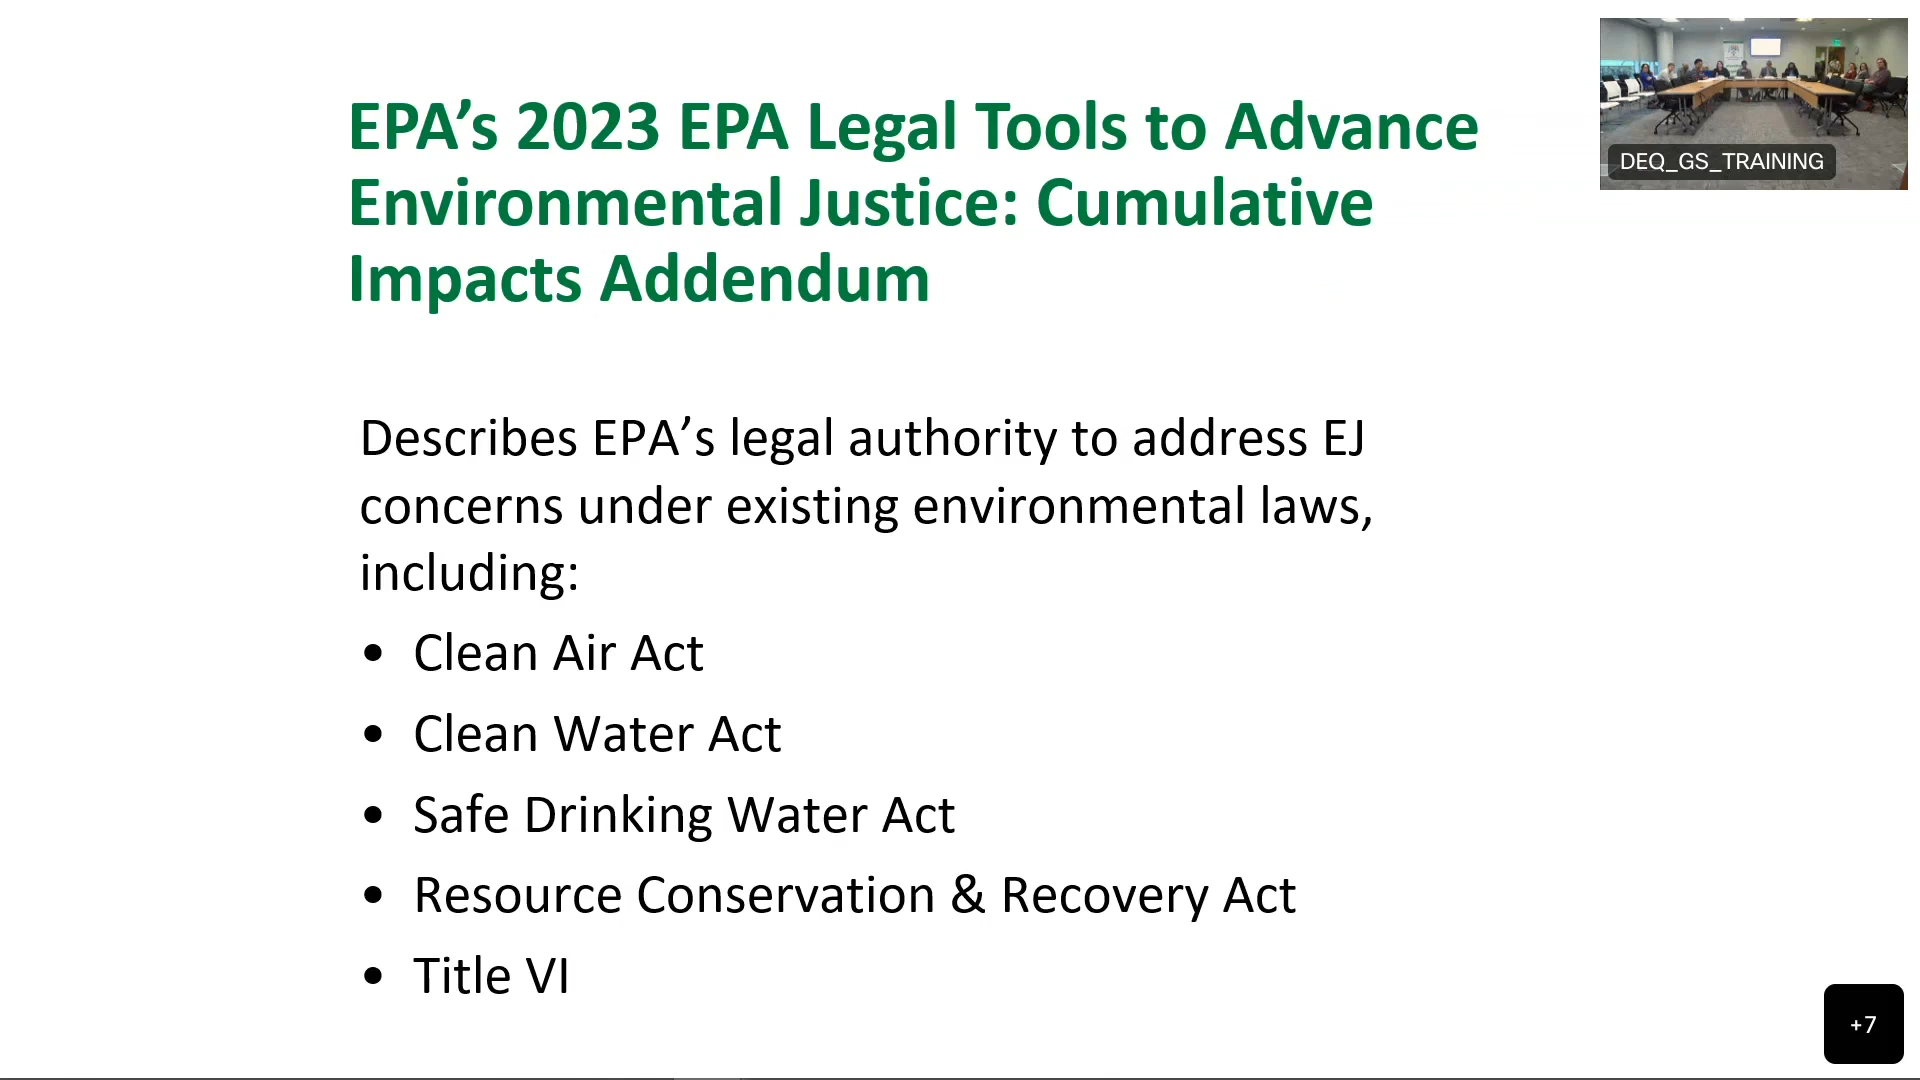 EPA’s 2023 EPA Legal Tools to Advance
Environmental Justice: Cumulative
Impacts Addendum
DEQ_GS_TRAINING
Describes EPA’s legal authority to address EJ
concerns under existing environmental laws,
including:
• Clean Air Act
• Clean Water Act
• Safe Drinking Water Act
• Resource Conservation & Recovery Act
• Title VI
+7